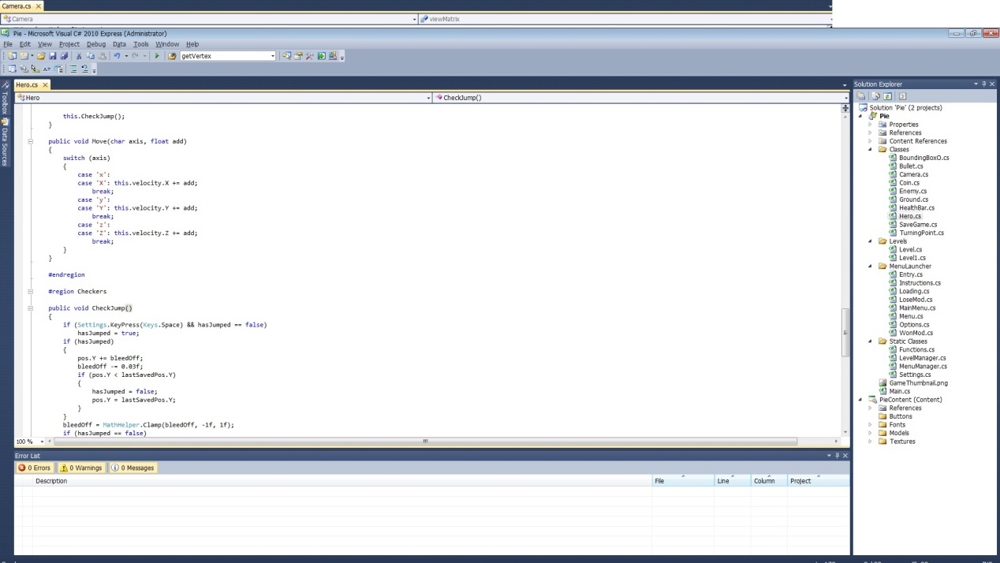 Camera.cs
Camera
viewMatrix
Pie - Microsoft Visual C# 2010 Express (Administrator)
File Edit View Project Debug Data Tools Window Help
getVertex
Hero.cs
Hero
CheckJump()
Toolbox
Data Sources
this.CheckJump();
}
public void Move(char axis, float add)
{
switch (axis)
{
case 'x':
case 'X': this.velocity.X += add;
break;
case 'y':
case 'Y': this.velocity.Y += add;
break;
case 'z':
case 'Z': this.velocity.Z += add;
break;
}
}
#endregion
#region Checkers
public void CheckJump()
{
if (Settings.KeyPress(Keys.Space) && hasJumped == false)
hasJumped = true;
if (hasJumped)
{
pos.Y += bleedOff;
bleedOff -= 0.03f;
if (pos.Y < lastSavedPos.Y)
{
hasJumped = false;
pos.Y = lastSavedPos.Y;
}
}
bleedOff = MathHelper.Clamp(bleedOff, -1f, 1f);
if (hasJumped == false)
100 %
Error List
0 Errors
0 Warnings
0 Messages
Description File Line Column Project
Solution Explorer
Solution 'Pie' (2 projects)
Pie
Properties
References
Content References
Classes
BoundingBoxO.cs
Bullet.cs
Camera.cs
Coin.cs
Enemy.cs
Ground.cs
HealthBar.cs
Hero.cs
SaveGame.cs
TurningPoint.cs
Levels
Level.cs
Level1.cs
MenuLauncher
Entry.cs
Instructions.cs
Loading.cs
LoseMod.cs
MainMenu.cs
Menu.cs
Options.cs
WonMod.cs
Static Classes
Functions.cs
LevelManager.cs
MenuManager.cs
Settings.cs
GameThumbnail.png
Main.cs
PieContent (Content)
References
Buttons
Fonts
Models
Textures